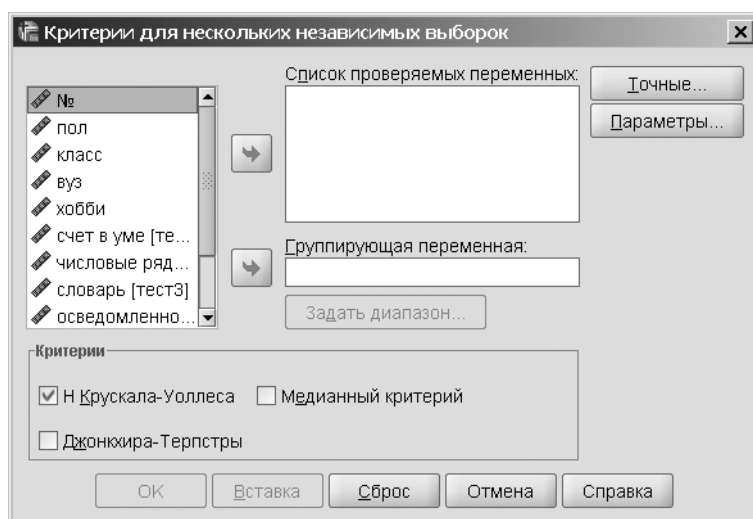 Критерии для нескольких независимых выборок
№
пол
класс
вуз
хобби
счет в уме [те...
числовые ряд...
словарь [тест3]
осведомленно...
Список проверяемых переменных:
Группирующая переменная:
Задать диапазон...
Точные...
Параметры...
Критерии
Н Крускала-Уоллеса
Медианный критерий
Джонкхира-Терпстры
OK
Вставка
Сброс
Отмена
Справка